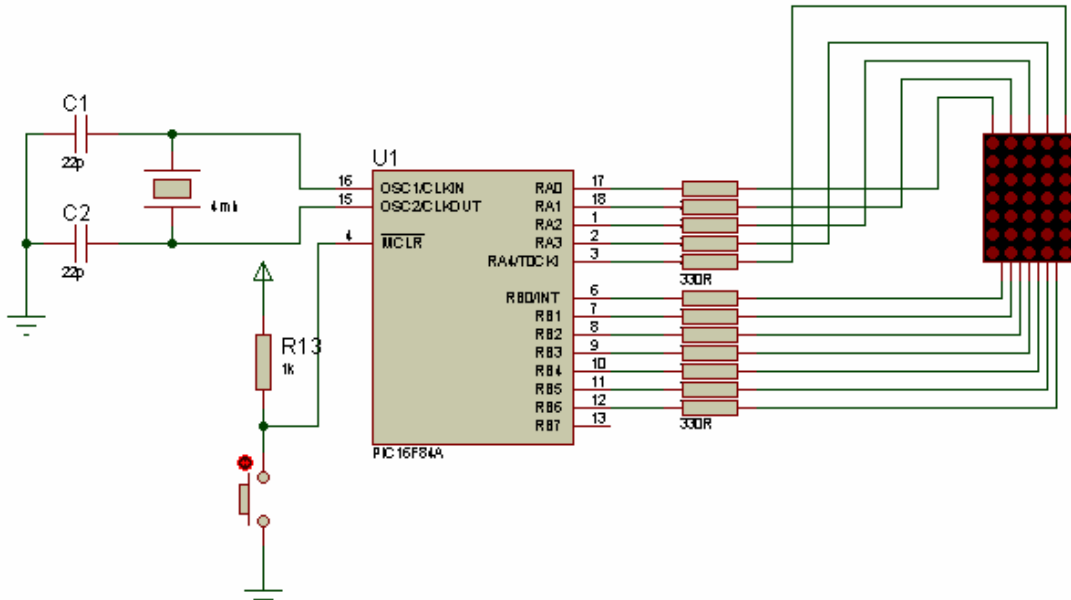 C1
22p
C2
22p
4mh
R13
1k
U1
16 OSC1/CLKIN RA0 17
15 OSC2/CLKOUT RA1 18
RA2 1
4 MCLR RA3 2
RA4/T0CKI 3
330R
RB0/INT 6
RB1 7
RB2 8
RB3 9
RB4 10
RB5 11
RB6 12
RB7 13
330R
PIC16F84A